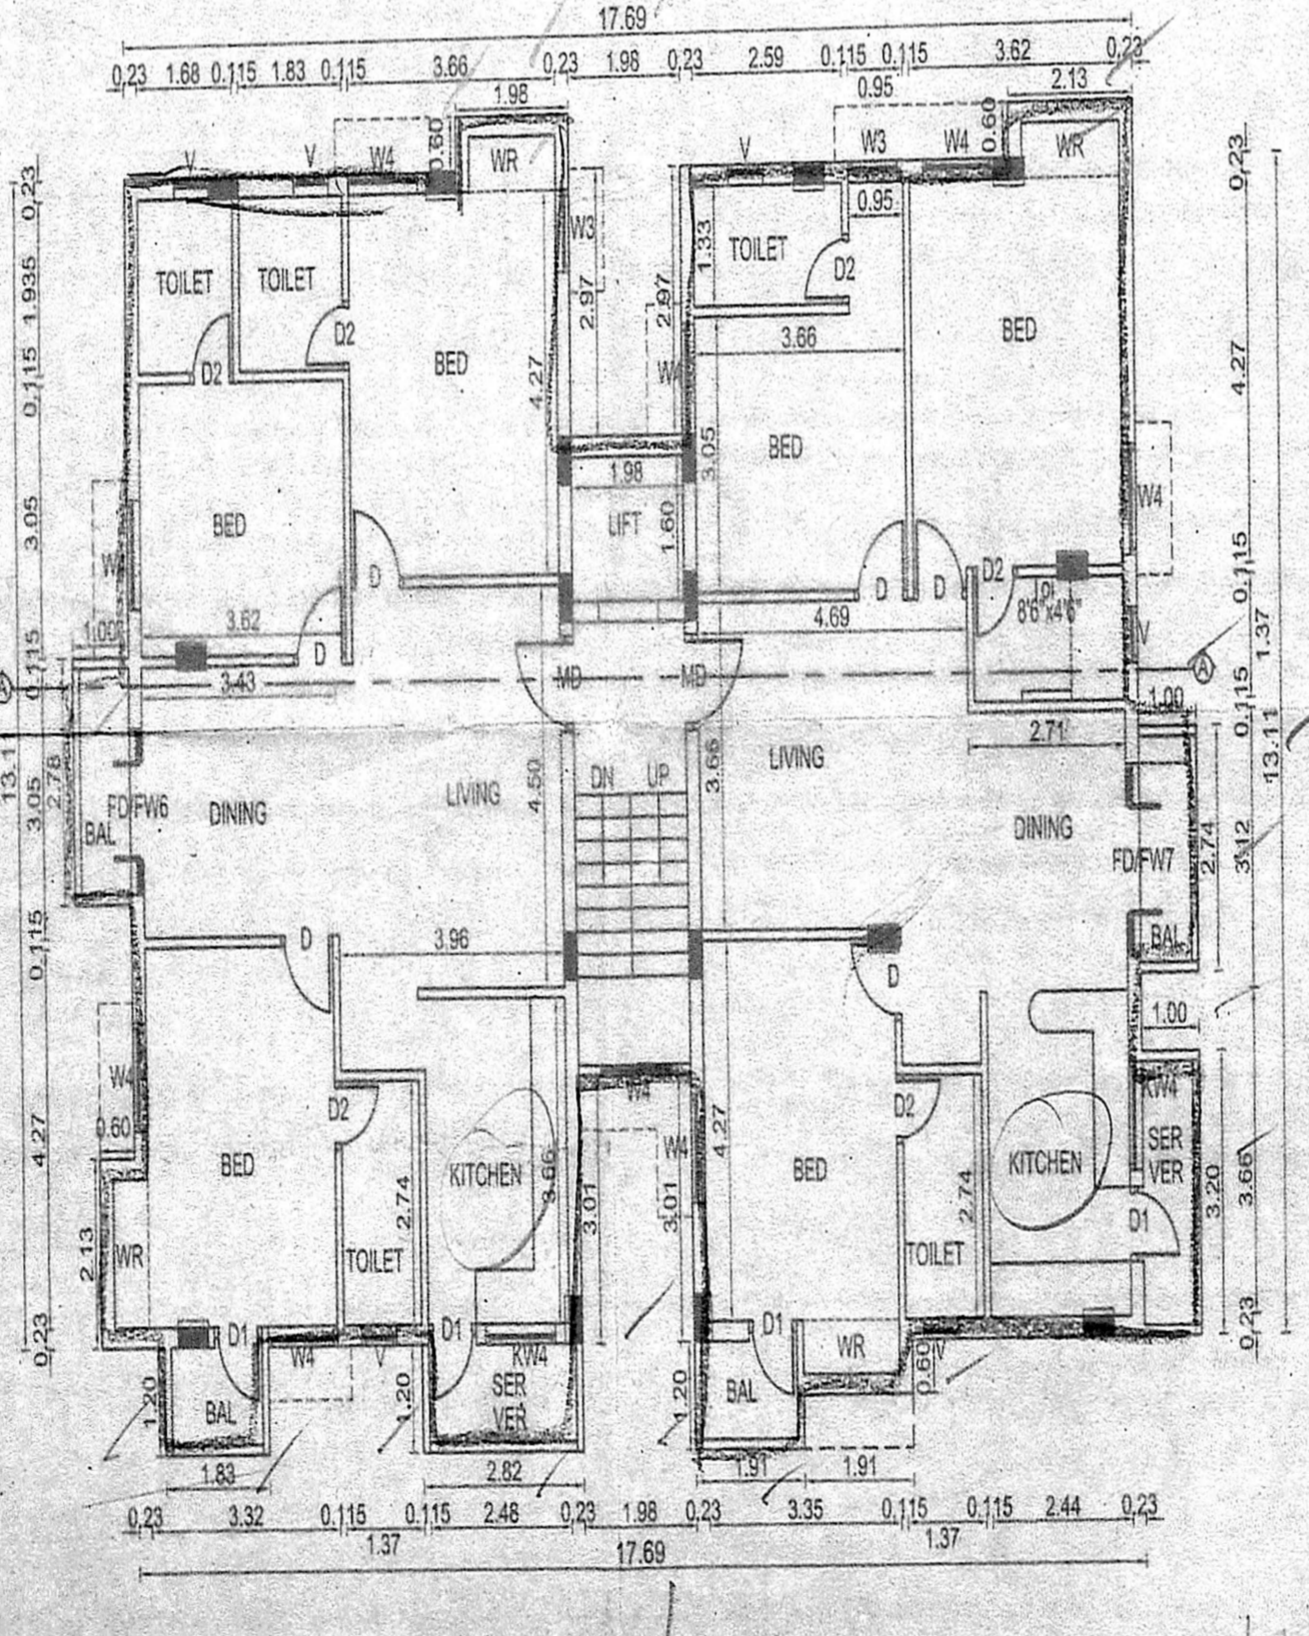 17.69
0.23 1.68 0.115 1.83 0.115 3.66 0.23 1.98 0.23 2.59 0.115 0.115 3.62 0.23
1.98 0.95 2.13
0.60 0.60
V V W4 WR V W3 W4 WR
0.23 0.23
0.95
W3
TOILET TOILET TOILET 1.33 D2
1.935 2.97 2.97
D2 D2
BED BED
3.66
4.27 4.27
0.115
BED 3.05
1.98
LIFT 1.60
W4
3.05 BED
D D D D2
0.115
8'6"x4'6"
3.62 4.69
1.00 D V
1.37
0.115
A 3.43 MD MD A
1.00
0.115
2.71
13.1 3.05 2.78 4.50 3.66 13.11
LIVING DN UP LIVING
FD/FW6 DINING DINING
BAL FD/FW7 2.74 3.12
0.115
D 3.96 BAL
D
1.00
W4 W4 KW4
0.60 D2 D2
4.27 W4 4.27
BED KITCHEN 3.66 BED KITCHEN SER
VER
2.74 3.01 3.01 2.74 3.20 3.66
D1
2.13 WR TOILET TOILET
0.23 D1 D1 D1 0.23
W4 V KW4 WR V
0.60
1.20 BAL 1.20 SER
VER 1.20 BAL
1.83 2.82 1.91 1.91
0.23 3.32 0.115 0.115 2.48 0.23 1.98 0.23 3.35 0.115 0.115 2.44 0.23
1.37 1.37
17.69